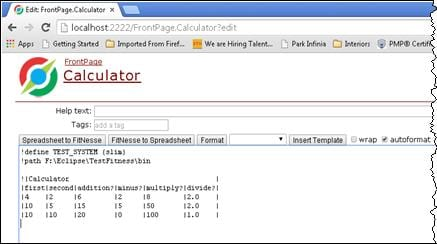 Edit: FrontPage.Calculator
localhost:2222/FrontPage.Calculator?edit
Apps Getting Started Imported From Firef... We are Hiring Talent... Park Infinia Interiors PMP® Certific
FrontPage
Calculator
Help text:
Tags: add a tag
Spreadsheet to FitNesse FitNesse to Spreadsheet Format Insert Template wrap autoformat
!define TEST_SYSTEM {slim}
!path F:\Eclipse\TestFitness\bin
!|Calculator |
|first|second|addition?|minus?|multiply?|divide?|
|4 |2 |6 |2 |8 |2.0 |
|10 |5 |15 |5 |50 |2.0 |
|10 |10 |20 |0 |100 |1.0 |